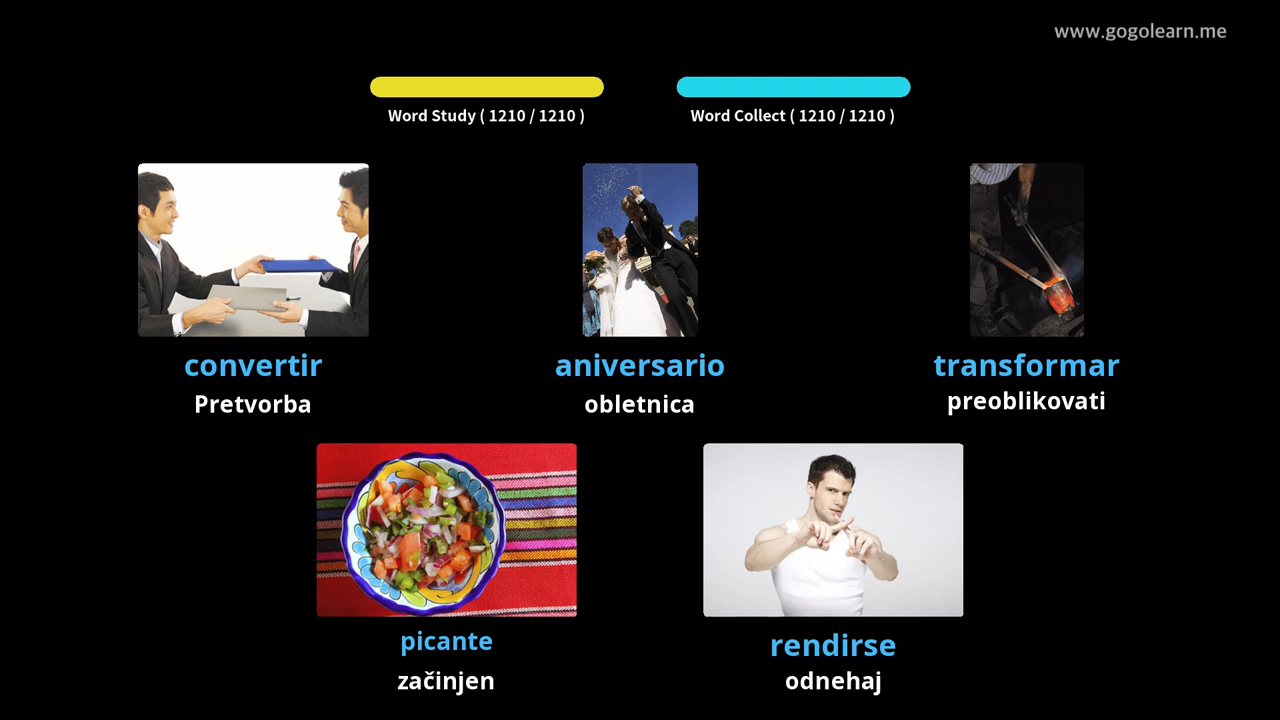 www.gogolearn.me
Word Study ( 1210 / 1210 )
Word Collect ( 1210 / 1210 )
convertir
Pretvorba
aniversario
obletnica
transformar
preoblikovati
picante
začinjen
rendirse
odnehaj